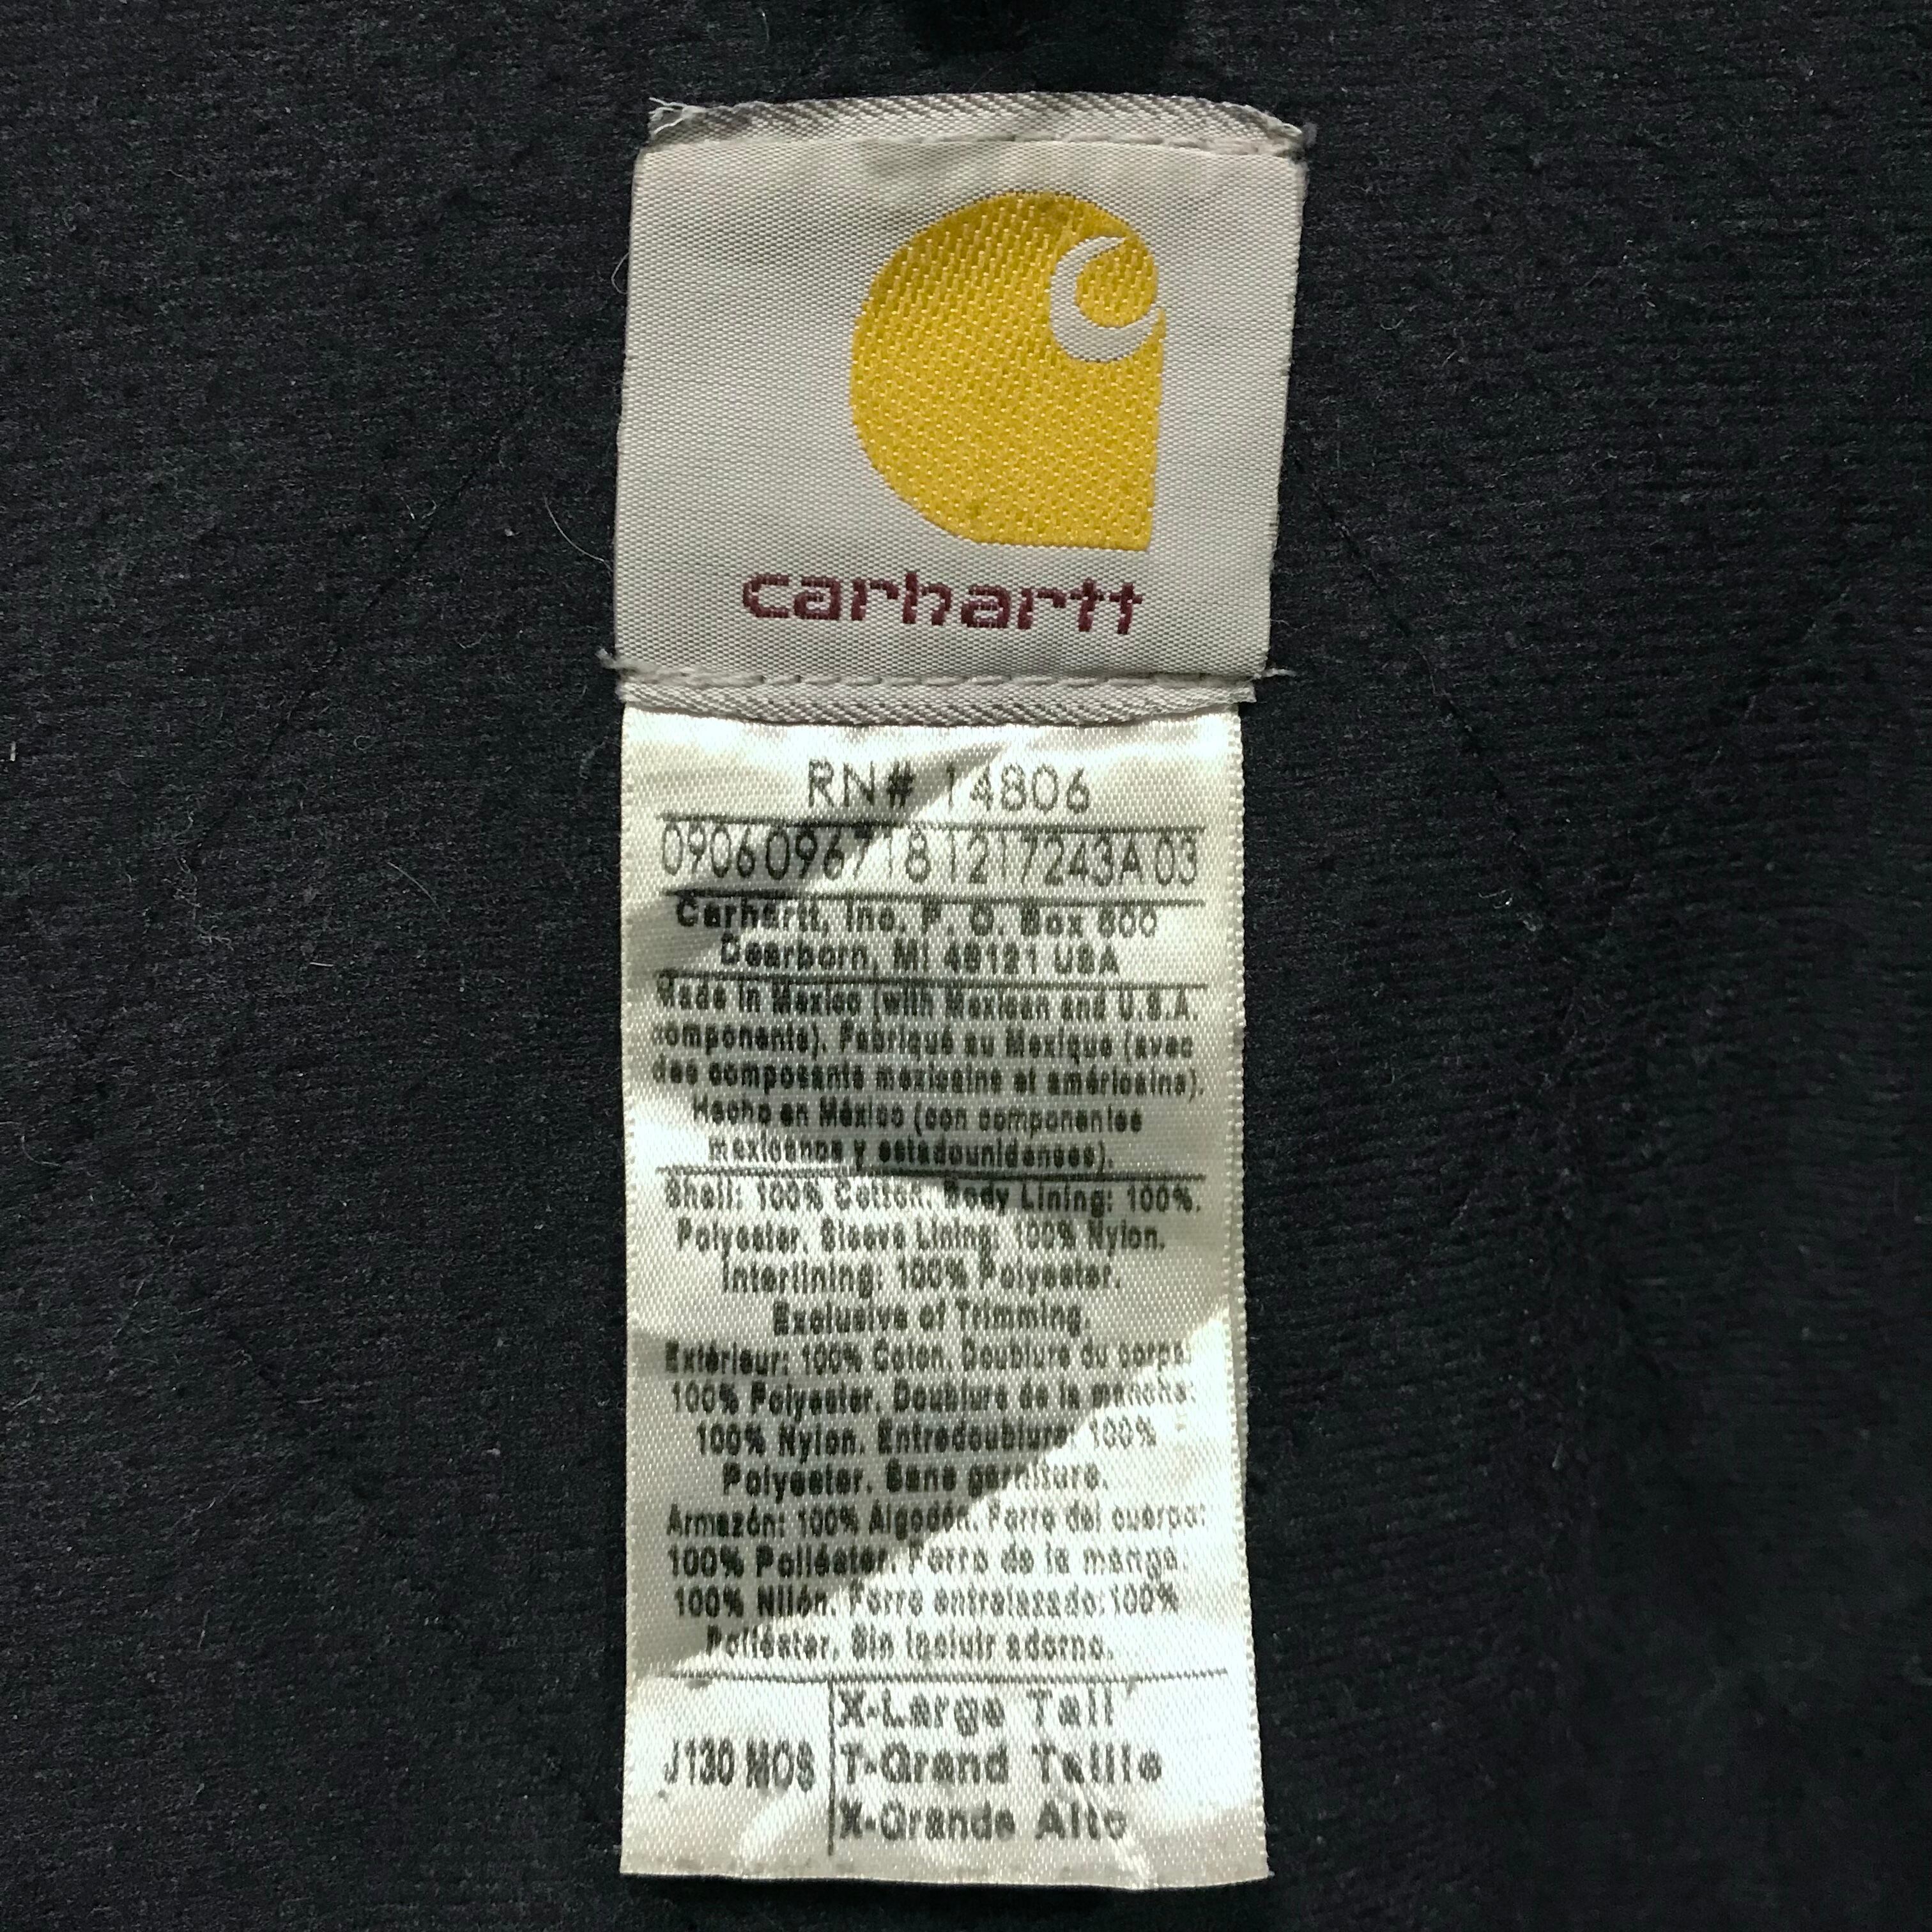 carhartt
RN# 14806
09060967181217243A 03
Carhartt, Inc. P. O. Box 600
Dearborn, MI 48121 USA
Made in Mexico (with Mexican and U.S.A.
components). Fabriqué au Mexique (avec
des composants mexicains et américains).
Hecho en México (con componentes
mexicanos y estadounidenses).
Shell: 100% Cotton. Body Lining: 100%.
Polyester. Sleeve Lining: 100% Nylon.
Interlining: 100% Polyester.
Exclusive of Trimming.
Extérieur: 100% Coton. Doublure du corps:
100% Polyester. Doublure de la manche:
100% Nylon. Entredoublure 100%
Polyester. Sans garniture.
Armazón: 100% Algodón. Forro del cuerpo:
100% Poliéster. Forro de la manga:
100% Nilón. Forro entrelazado:100%
Poliéster. Sin incluir adorno.
J130 MOS
X-Large Tall
T-Grand Taille
X-Grande Alto